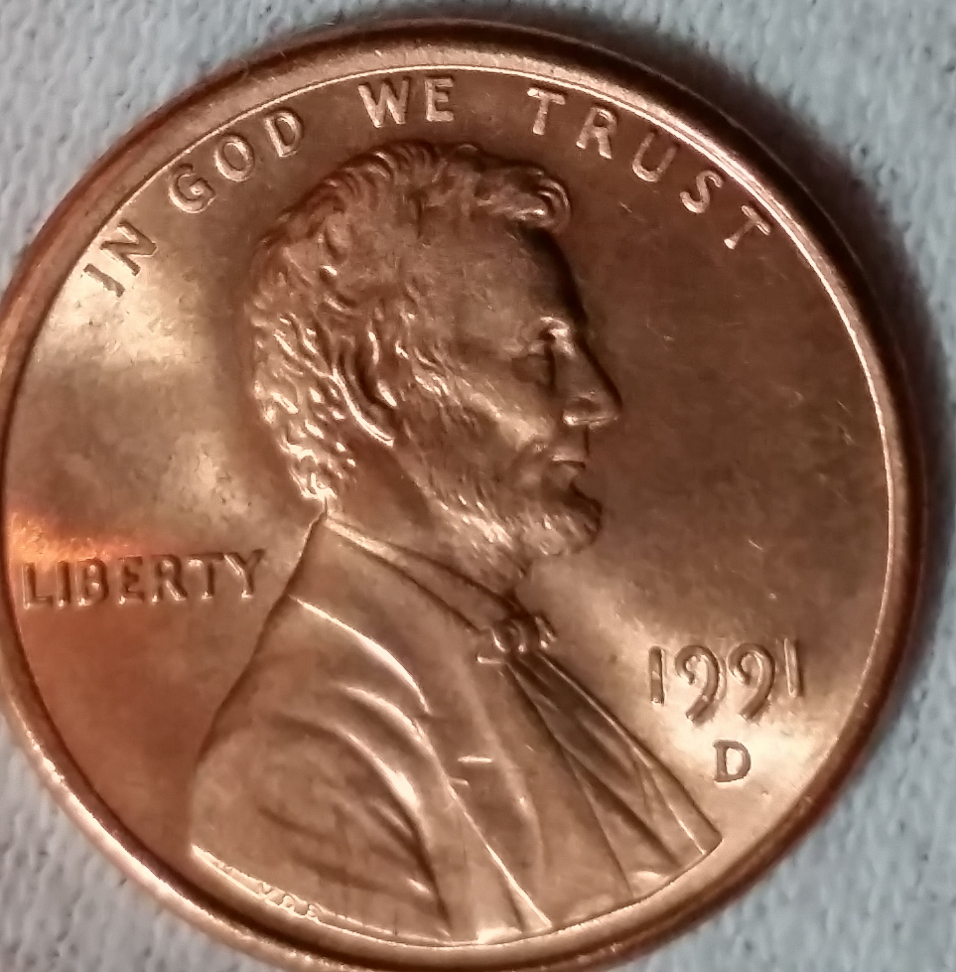 IN GOD WE TRUST
LIBERTY
1991
D